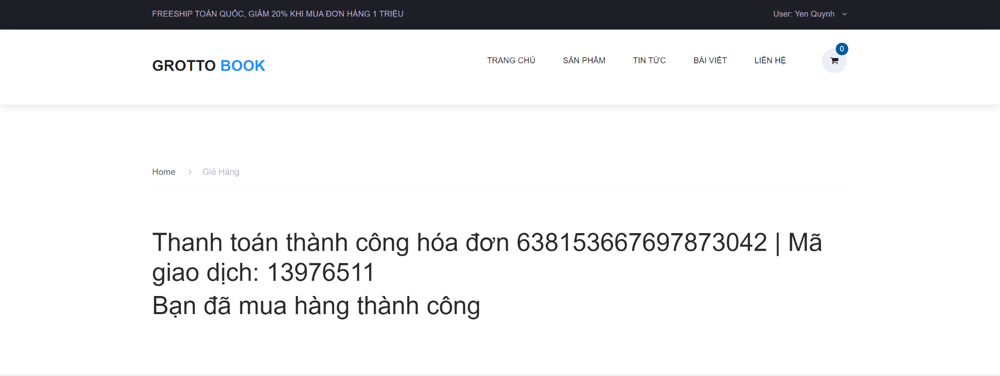 FREESHIP TOÀN QUỐC, GIẢM 20% KHI MUA ĐƠN HÀNG 1 TRIỆU
User: Yen Quynh
GROTTO BOOK
TRANG CHỦ
SẢN PHẨM
TIN TỨC
BÀI VIẾT
LIÊN HỆ
0
Home
Giỏ Hàng
Thanh toán thành công hóa đơn 638153667697873042 | Mã
giao dịch: 13976511
Bạn đã mua hàng thành công